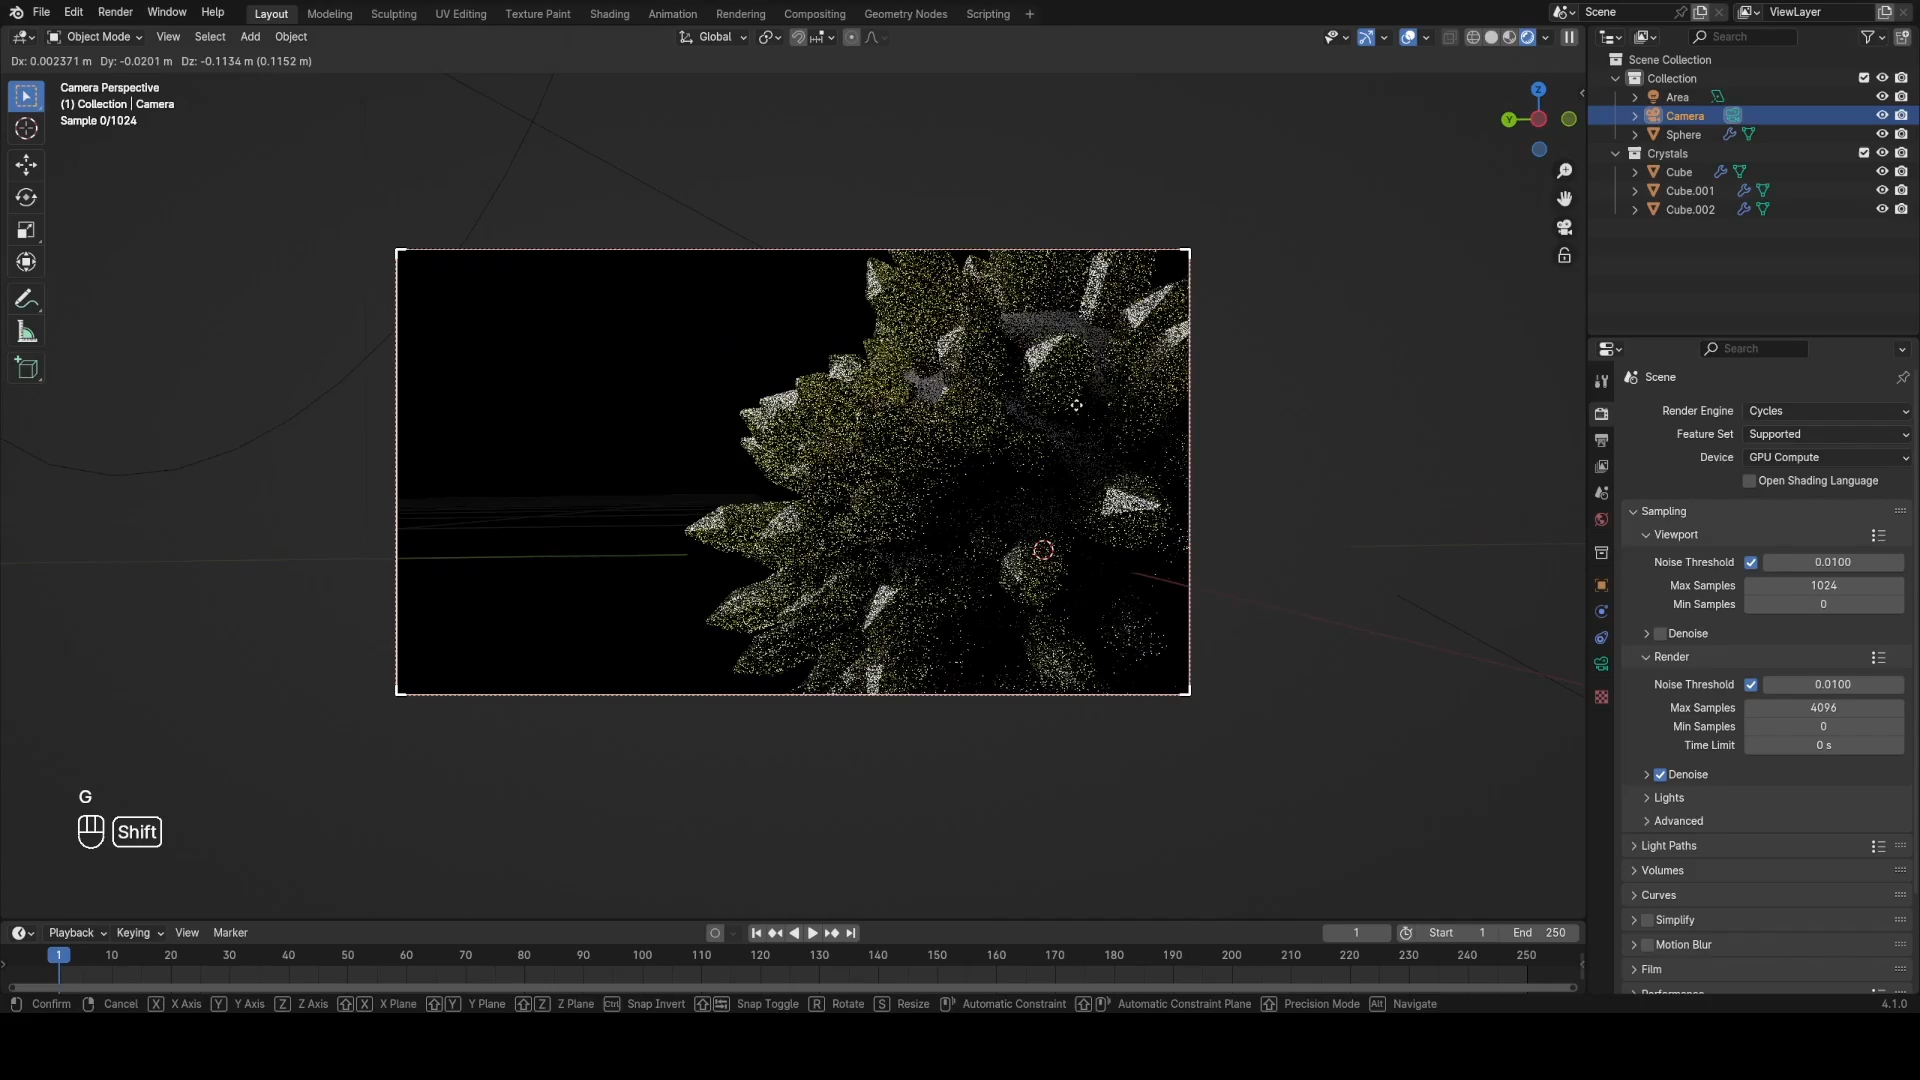 File Edit Render Window Help Layout Modeling Sculpting UV Editing Texture Paint Shading Animation Rendering Compositing Geometry Nodes Scripting + Scene ViewLayer
Object Mode View Select Add Object Global Search
Dx: 0.002371 m Dy: -0.0201 m Dz: -0.1134 m (0.1152 m)
Camera Perspective
(1) Collection | Camera
Sample 0/1024
Z
Y
Scene Collection
Collection
Area
Camera
Sphere
Crystals
Cube
Cube.001
Cube.002
Search
Scene
Render Engine Cycles
Feature Set Supported
Device GPU Compute
Open Shading Language
Sampling
Viewport
Noise Threshold 0.0100
Max Samples 1024
Min Samples 0
Denoise
Render
Noise Threshold 0.0100
Max Samples 4096
Min Samples 0
Time Limit 0 s
Denoise
Lights
Advanced
Light Paths
Volumes
Curves
Simplify
Motion Blur
Film
Performance
G
Shift
Playback Keying View Marker 1 Start 1 End 250
1 10 20 30 40 50 60 70 80 90 100 110 120 130 140 150 160 170 180 190 200 210 220 230 240 250
Confirm Cancel X X Axis Y Y Axis Z Z Axis X X Plane Y Y Plane Z Z Plane Ctrl Snap Invert Snap Toggle R Rotate S Resize Automatic Constraint Automatic Constraint Plane Precision Mode Alt Navigate 4.1.0